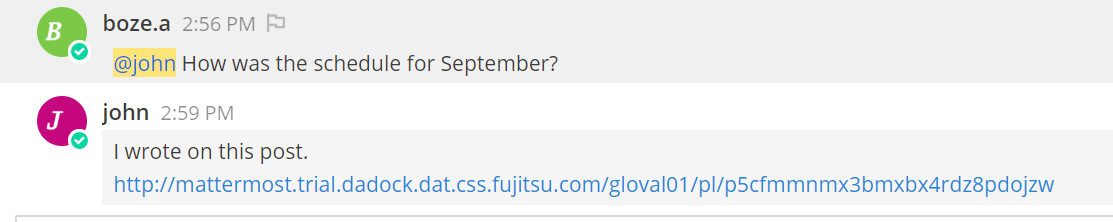 B boze.a 2:56 PM
@john How was the schedule for September?
J john 2:59 PM
I wrote on this post.
http://mattermost.trial.dadock.dat.css.fujitsu.com/gloval01/pl/p5cfmmnmx3bmxbx4rdz8pdojzw